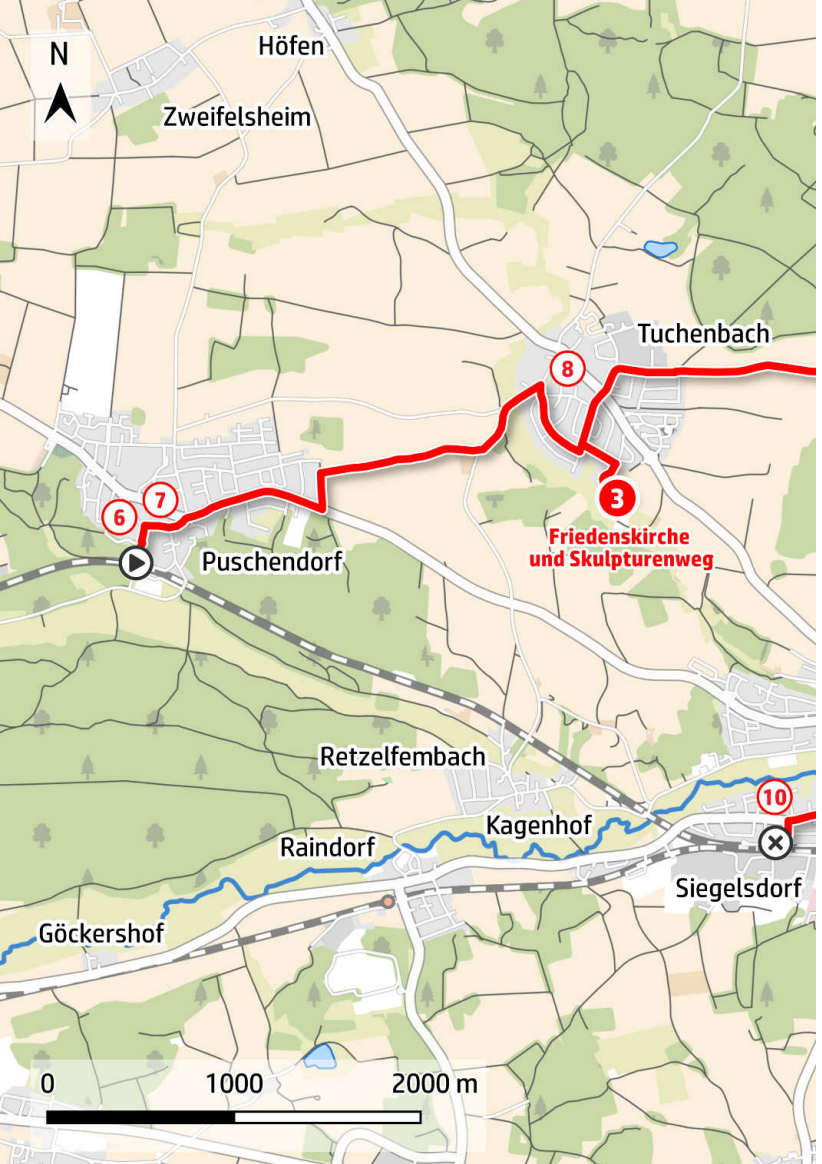 N
Höfen
Zweifelsheim
Tuchenbach
8
7
6
3
Friedenskirche
und Skulpturenweg
Puschendorf
Retzelfembach
10
Kagenhof
Raindorf
Siegelsdorf
Göckershof
0 1000 2000 m